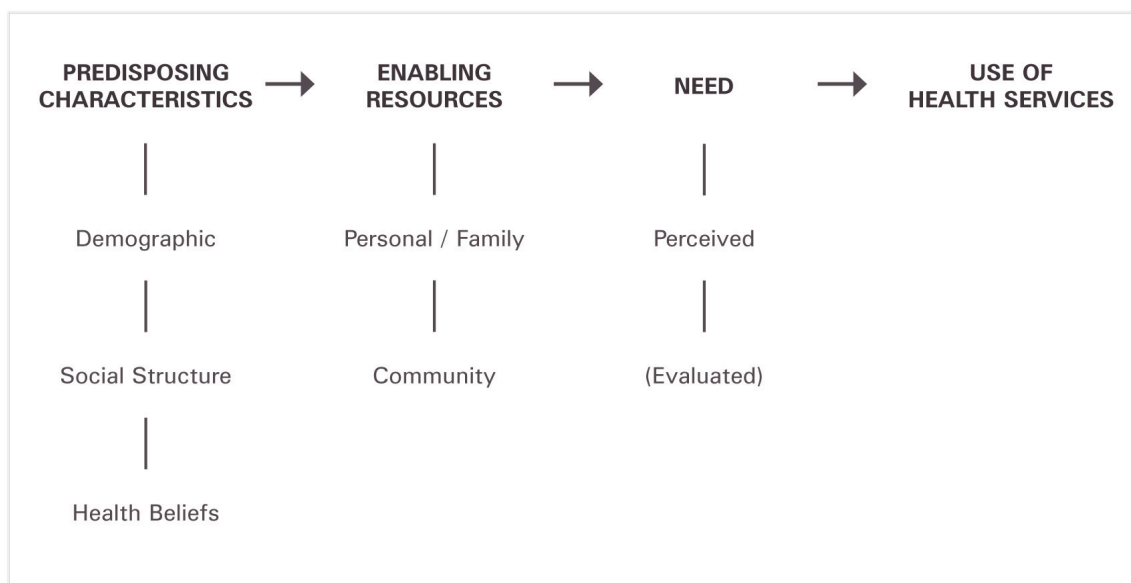 PREDISPOSING
CHARACTERISTICS
ENABLING
RESOURCES
NEED
USE OF
HEALTH SERVICES
Demographic
Personal / Family
Perceived
Social Structure
Community
(Evaluated)
Health Beliefs